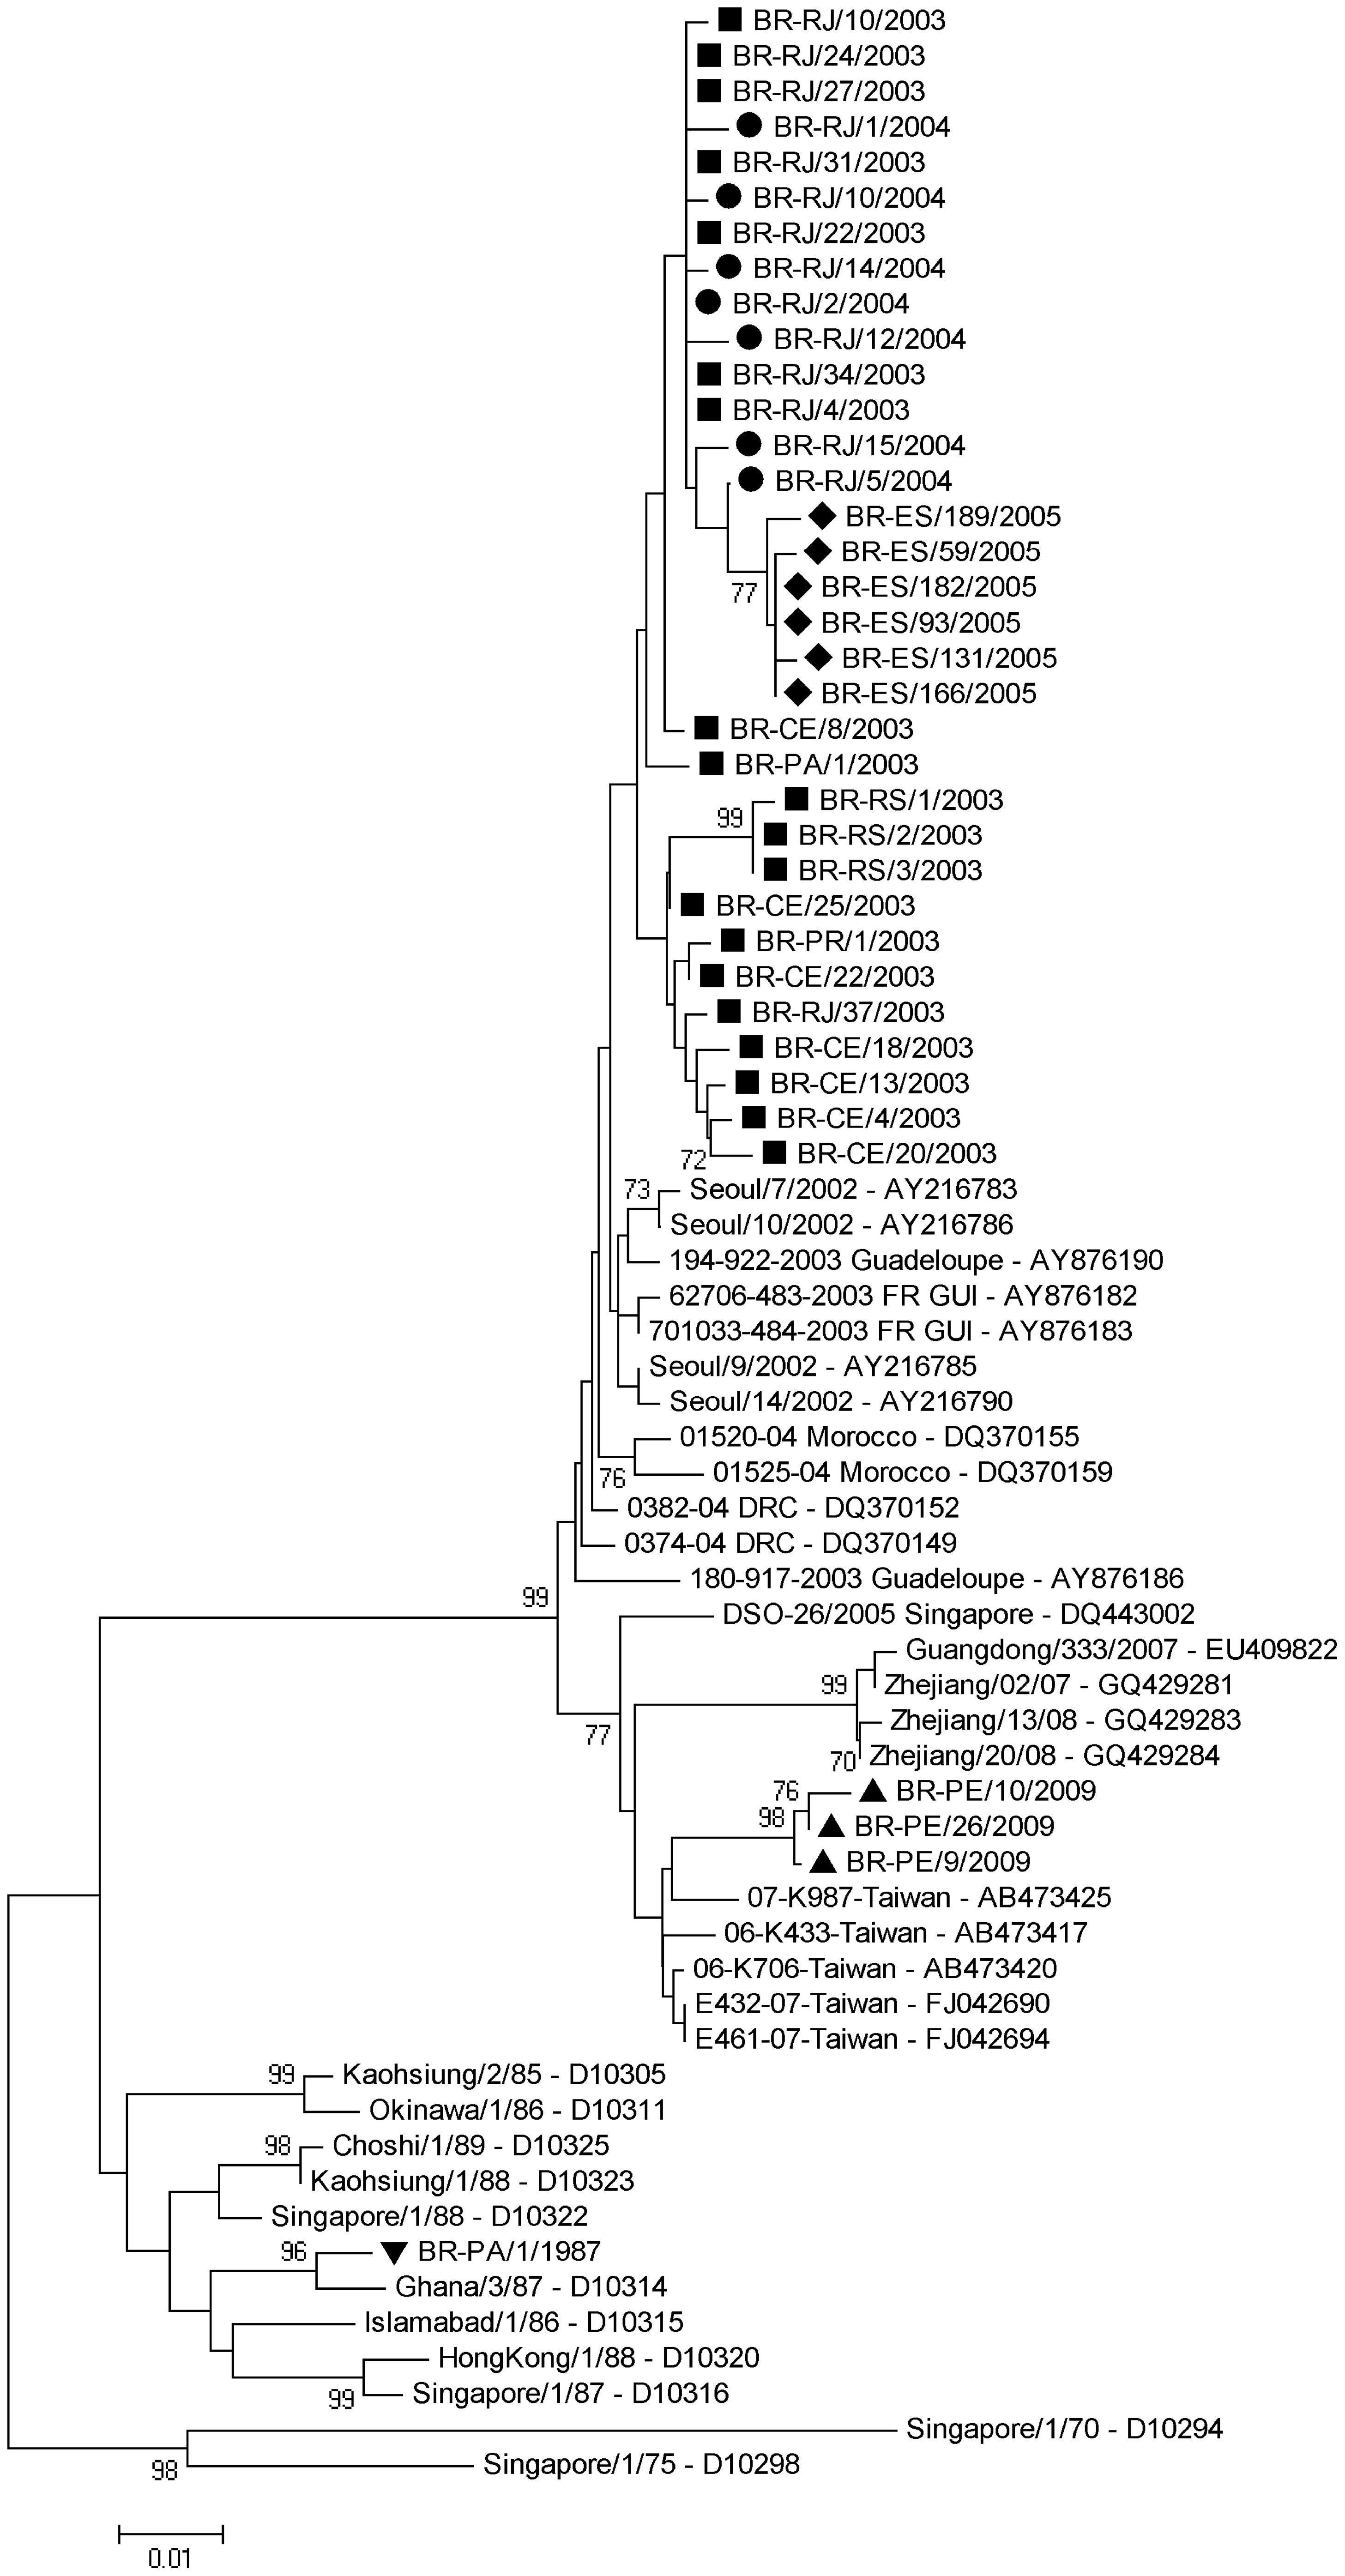 BR-RJ/10/2003
BR-RJ/24/2003
BR-RJ/27/2003
BR-RJ/1/2004
BR-RJ/31/2003
BR-RJ/10/2004
BR-RJ/22/2003
BR-RJ/14/2004
BR-RJ/2/2004
BR-RJ/12/2004
BR-RJ/34/2003
BR-RJ/4/2003
BR-RJ/15/2004
BR-RJ/5/2004
BR-ES/189/2005
BR-ES/59/2005
77 BR-ES/182/2005
BR-ES/93/2005
BR-ES/131/2005
BR-ES/166/2005
BR-CE/8/2003
BR-PA/1/2003
BR-RS/1/2003
99
BR-RS/2/2003
BR-RS/3/2003
BR-CE/25/2003
BR-PR/1/2003
BR-CE/22/2003
BR-RJ/37/2003
BR-CE/18/2003
BR-CE/13/2003
BR-CE/4/2003
72 BR-CE/20/2003
73 Seoul/7/2002 - AY216783
Seoul/10/2002 - AY216786
194-922-2003 Guadeloupe - AY876190
62706-483-2003 FR GUI - AY876182
701033-484-2003 FR GUI - AY876183
Seoul/9/2002 - AY216785
Seoul/14/2002 - AY216790
01520-04 Morocco - DQ370155
76 01525-04 Morocco - DQ370159
0382-04 DRC - DQ370152
0374-04 DRC - DQ370149
180-917-2003 Guadeloupe - AY876186
99
DSO-26/2005 Singapore - DQ443002
Guangdong/333/2007 - EU409822
99 Zhejiang/02/07 - GQ429281
Zhejiang/13/08 - GQ429283
77
70 Zhejiang/20/08 - GQ429284
76 BR-PE/10/2009
98 BR-PE/26/2009
BR-PE/9/2009
07-K987-Taiwan - AB473425
06-K433-Taiwan - AB473417
06-K706-Taiwan - AB473420
E432-07-Taiwan - FJ042690
E461-07-Taiwan - FJ042694
99 Kaohsiung/2/85 - D10305
Okinawa/1/86 - D10311
98 Choshi/1/89 - D10325
Kaohsiung/1/88 - D10323
Singapore/1/88 - D10322
96 BR-PA/1/1987
Ghana/3/87 - D10314
Islamabad/1/86 - D10315
HongKong/1/88 - D10320
99 Singapore/1/87 - D10316
Singapore/1/70 - D10294
98 Singapore/1/75 - D10298
0.01